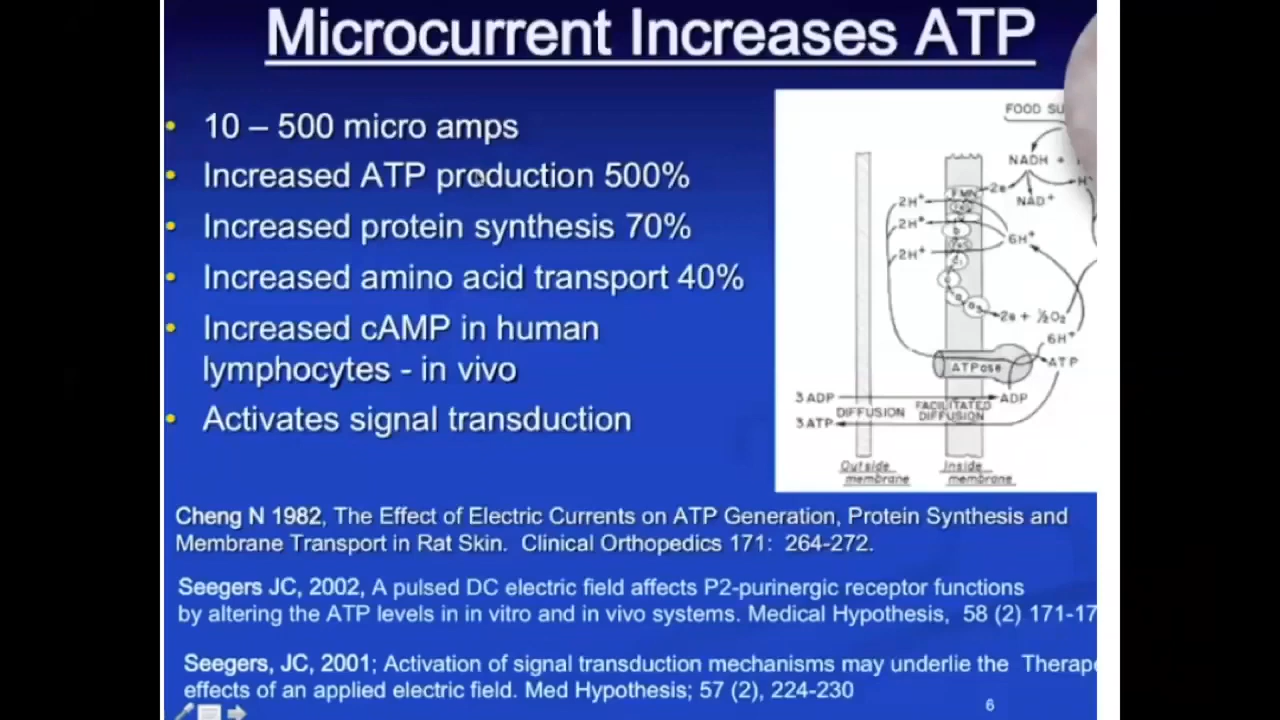 Microcurrent Increases ATP
10 – 500 micro amps
Increased ATP production 500%
Increased protein synthesis 70%
Increased amino acid transport 40%
Increased cAMP in human
lymphocytes - in vivo
Activates signal transduction
FOOD SU
NADH +
2e
H⁺
NAD⁺
FMN
2H⁺
2H⁺
6H⁺
2H⁺
b
c₁
c
a
a₃
2e + ½O₂
6H⁺
ATPase
ATP
3 ADP
ADP
DIFFUSION
FACILITATED
DIFFUSION
3 ATP
Outside
membrane
Inside
membrane
Cheng N 1982, The Effect of Electric Currents on ATP Generation, Protein Synthesis and
Membrane Transport in Rat Skin. Clinical Orthopedics 171: 264-272.
Seegers JC, 2002, A pulsed DC electric field affects P2-purinergic receptor functions
by altering the ATP levels in in vitro and in vivo systems. Medical Hypothesis, 58 (2) 171-17
Seegers, JC, 2001; Activation of signal transduction mechanisms may underlie the Therape
effects of an applied electric field. Med Hypothesis; 57 (2), 224-230
6